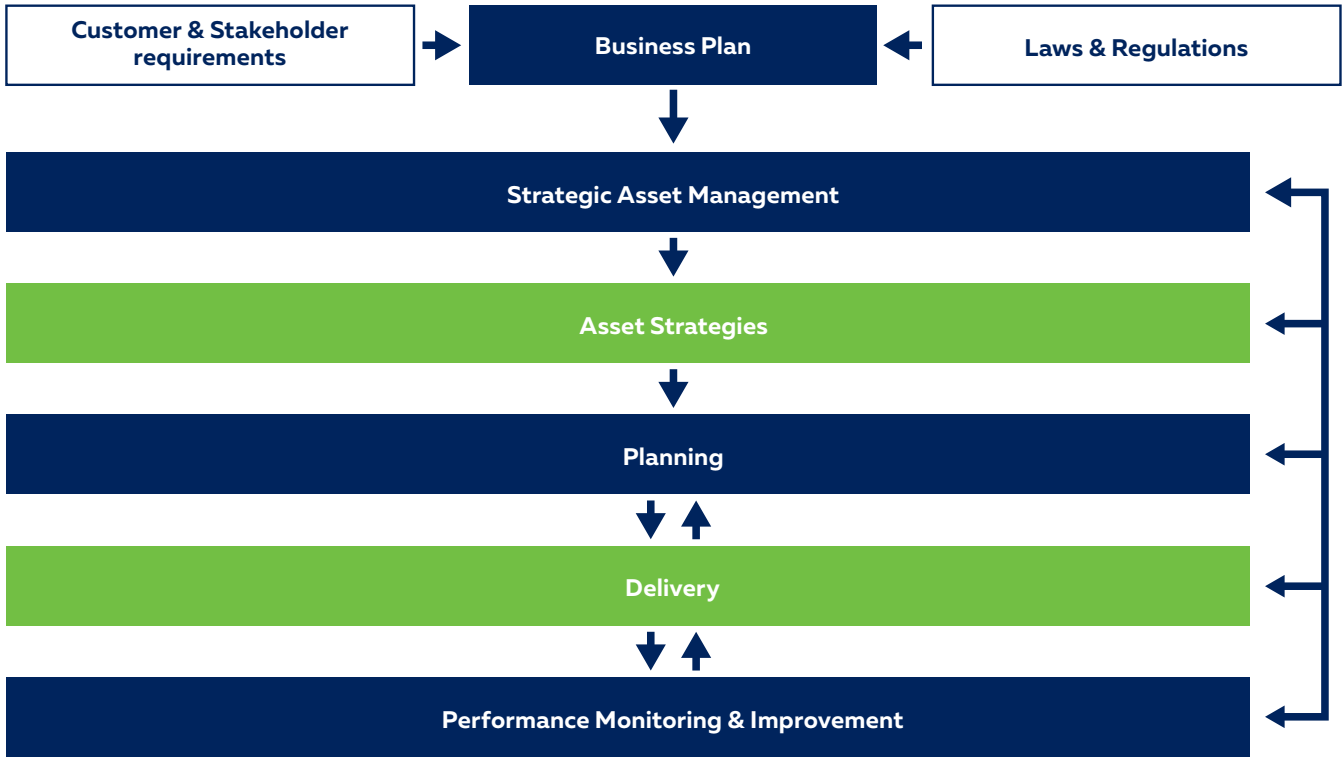 Customer & Stakeholder
requirements
Business Plan
Laws & Regulations
Strategic Asset Management
Asset Strategies
Planning
Delivery
Performance Monitoring & Improvement